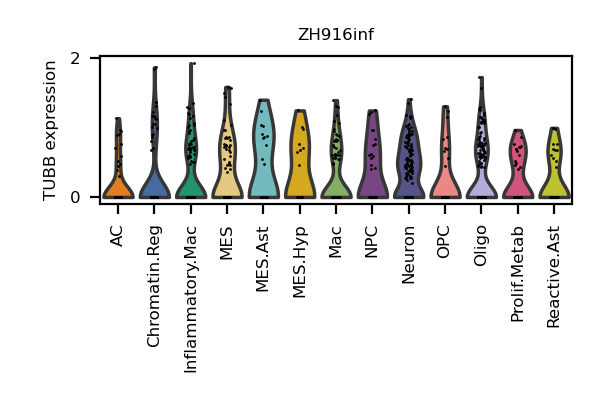 ZH916inf
TUBB expression
2
0
AC
Chromatin.Reg
Inflammatory.Mac
MES
MES.Ast
MES.Hyp
Mac
NPC
Neuron
OPC
Oligo
Prolif.Metab
Reactive.Ast